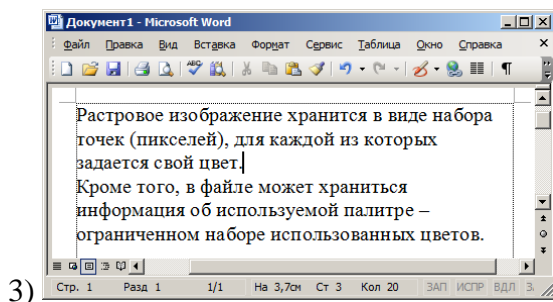 Документ1 - Microsoft Word
Файл Правка Вид Вставка Формат Сервис Таблица Окно Справка
Растровое изображение хранится в виде набора
точек (пикселей), для каждой из которых
задается свой цвет.
Кроме того, в файле может храниться
информация об используемой палитре –
ограниченном наборе использованных цветов.
3)
Стр. 1 Разд 1 1/1 На 3,7см Ст 3 Кол 20 ЗАП ИСПР ВДЛ